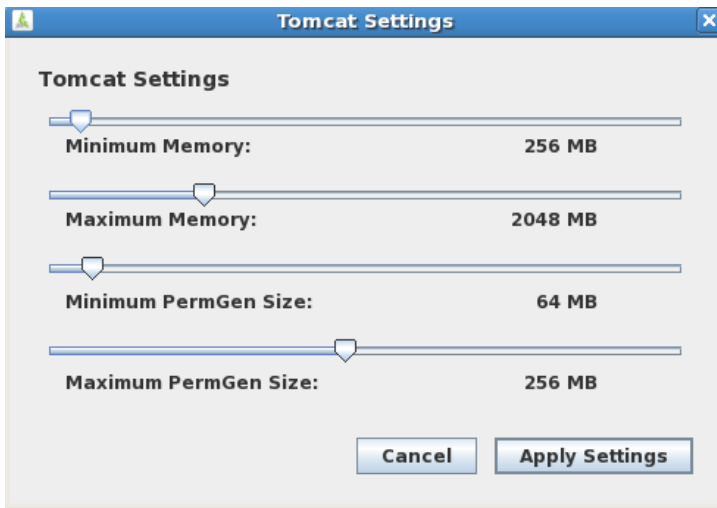 Tomcat Settings
Tomcat Settings
Minimum Memory: 256 MB
Maximum Memory: 2048 MB
Minimum PermGen Size: 64 MB
Maximum PermGen Size: 256 MB
Cancel Apply Settings